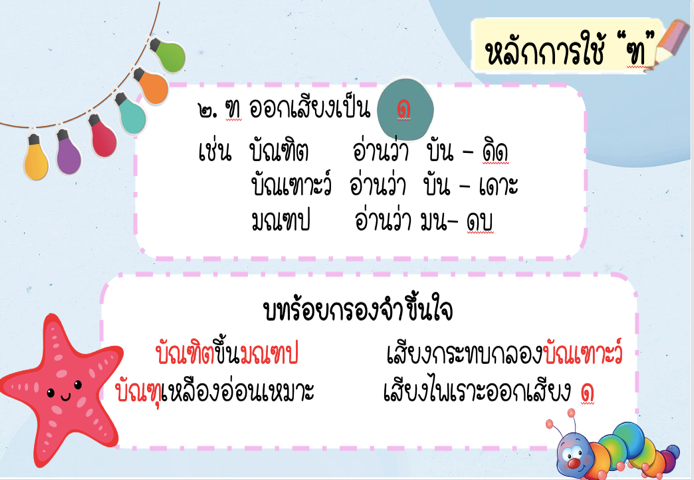 หลักการใช้ “ฑ”
๒. ฑ ออกเสียงเป็น ด
เช่น บัณฑิต อ่านว่า บัน - ดิด
บัณเฑาะว์ อ่านว่า บัน - เดาะ
มณฑป อ่านว่า มน- ดบ
บทร้อยกรองจำขึ้นใจ
บัณฑิตขึ้นมณฑป เสียงกระทบกลองบัณเฑาะว์
บัณฑุเหลืองอ่อนเหมาะ เสียงไพเราะออกเสียง ด